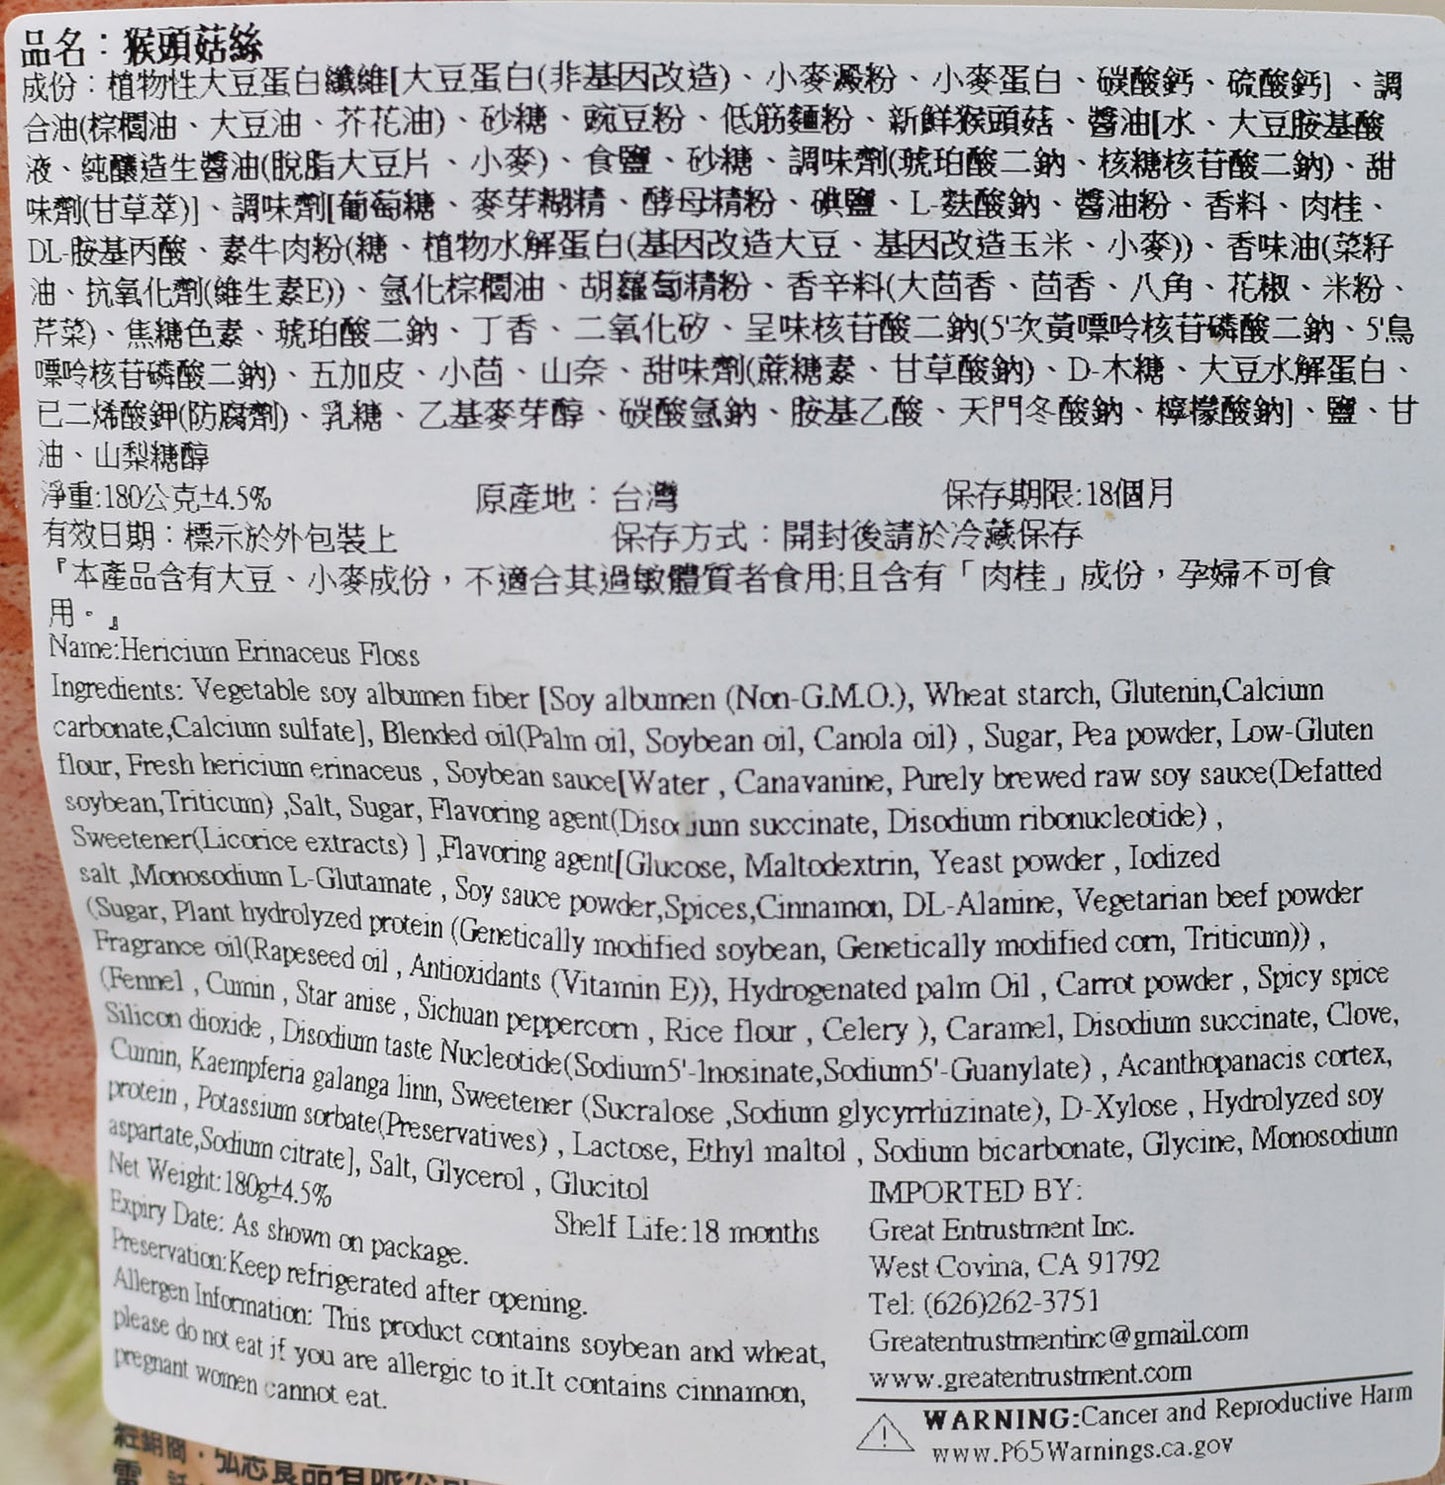 品名：猴頭菇絲
成份：植物性大豆蛋白纖維[大豆蛋白(非基因改造)、小麥澱粉、小麥蛋白、碳酸鈣、硫酸鈣]、調
合油(棕櫚油、大豆油、芥花油)、砂糖、豌豆粉、低筋麵粉、新鮮猴頭菇、醬油[水、大豆胺基酸
液、純釀造生醬油(脫脂大豆片、小麥)、食鹽、砂糖、調味劑(琥珀酸二鈉、核糖核苷酸二鈉)、甜
味劑(甘草萃)]、調味劑[葡萄糖、麥芽糊精、酵母精粉、碘鹽、L-麩酸鈉、醬油粉、香料、肉桂、
DL-胺基丙酸、素牛肉粉(糖、植物水解蛋白(基因改造大豆、基因改造玉米、小麥))、香味油(菜籽
油、抗氧化劑(維生素E))、氫化棕櫚油、胡蘿蔔精粉、香辛料(大茴香、茴香、八角、花椒、米粉、
芹菜)、焦糖色素、琥珀酸二鈉、丁香、二氧化矽、呈味核苷酸二鈉(5'次黃嘌呤核苷磷酸二鈉、5'鳥
嘌呤核苷磷酸二鈉)、五加皮、小茴、山奈、甜味劑(蔗糖素、甘草酸鈉)、D-木糖、大豆水解蛋白、
己二烯酸鉀(防腐劑)、乳糖、乙基麥芽醇、碳酸氫鈉、胺基乙酸、天門冬酸鈉、檸檬酸鈉]、鹽、甘
油、山梨糖醇
淨重:180公克±4.5% 原產地：台灣 保存期限:18個月
有效日期：標示於外包裝上 保存方式：開封後請於冷藏保存
『本產品含有大豆、小麥成份，不適合其過敏體質者食用;且含有「肉桂」成份，孕婦不可食
用。』
Name:Hericium Erinaceus Floss
Ingredients: Vegetable soy albumen fiber [Soy albumen (Non-G.M.O.), Wheat starch, Glutenin,Calcium
carbonate,Calcium sulfate], Blended oil(Palm oil, Soybean oil, Canola oil) , Sugar, Pea powder, Low-Gluten
flour, Fresh hericium erinaceus , Soybean sauce[Water , Canavanine, Purely brewed raw soy sauce(Defatted
soybean,Triticum) ,Salt, Sugar, Flavoring agent(Disodium succinate, Disodium ribonucleotide) ,
Sweetener(Licorice extracts) ] ,Flavoring agent[Glucose, Maltodextrin, Yeast powder , Iodized
salt ,Monosodium L-Glutamate , Soy sauce powder,Spices,Cinnamon, DL-Alanine, Vegetarian beef powder
(Sugar, Plant hydrolyzed protein (Genetically modified soybean, Genetically modified corn, Triticum)) ,
Fragrance oil(Rapeseed oil , Antioxidants (Vitamin E)), Hydrogenated palm Oil , Carrot powder , Spicy spice
(Fennel , Cumin , Star anise , Sichuan peppercorn , Rice flour , Celery ), Caramel, Disodium succinate, Clove,
Silicon dioxide , Disodium taste Nucleotide(Sodium5'-lnosinate,Sodium5'-Guanylate) , Acanthopanacis cortex,
Cumin, Kaempferia galanga linn, Sweetener (Sucralose ,Sodium glycyrrhizinate), D-Xylose , Hydrolyzed soy
protein , Potassium sorbate(Preservatives) , Lactose, Ethyl maltol , Sodium bicarbonate, Glycine, Monosodium
aspartate,Sodium citrate], Salt, Glycerol , Glucitol
Net Weight:180g±4.5%
Expiry Date: As shown on package. Shelf Life:18 months
Preservation:Keep refrigerated after opening.
Allergen Information: This product contains soybean and wheat,
please do not eat if you are allergic to it.It contains cinnamon,
pregnant women cannot eat.
IMPORTED BY:
Great Entrustment Inc.
West Covina, CA 91792
Tel: (626)262-3751
Greatentrustmentinc@gmail.com
www.greatentrustment.com
WARNING:Cancer and Reproductive Harm
www.P65Warnings.ca.gov
經銷商：弘志食品有限公司
電 話